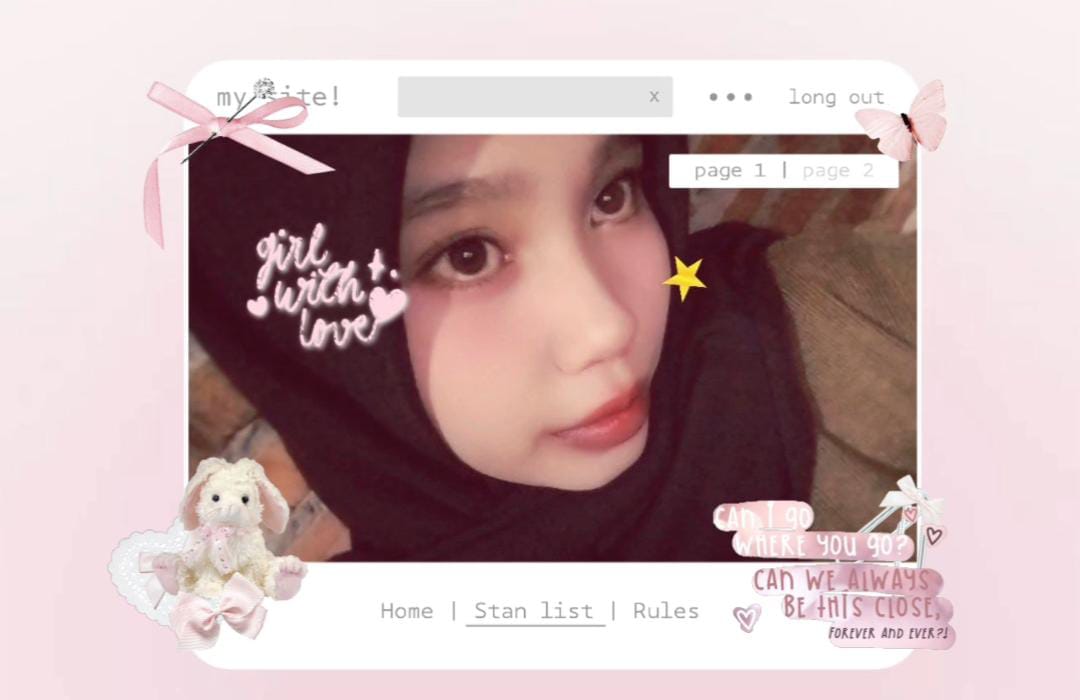 my site!
x
long out
page 1 | page 2
girl
with
love
CAN I GO
WHERE YOU GO?
CAN WE ALWAYS
BE THIS CLOSE,
FOREVER AND EVER?!
Home | Stan list | Rules